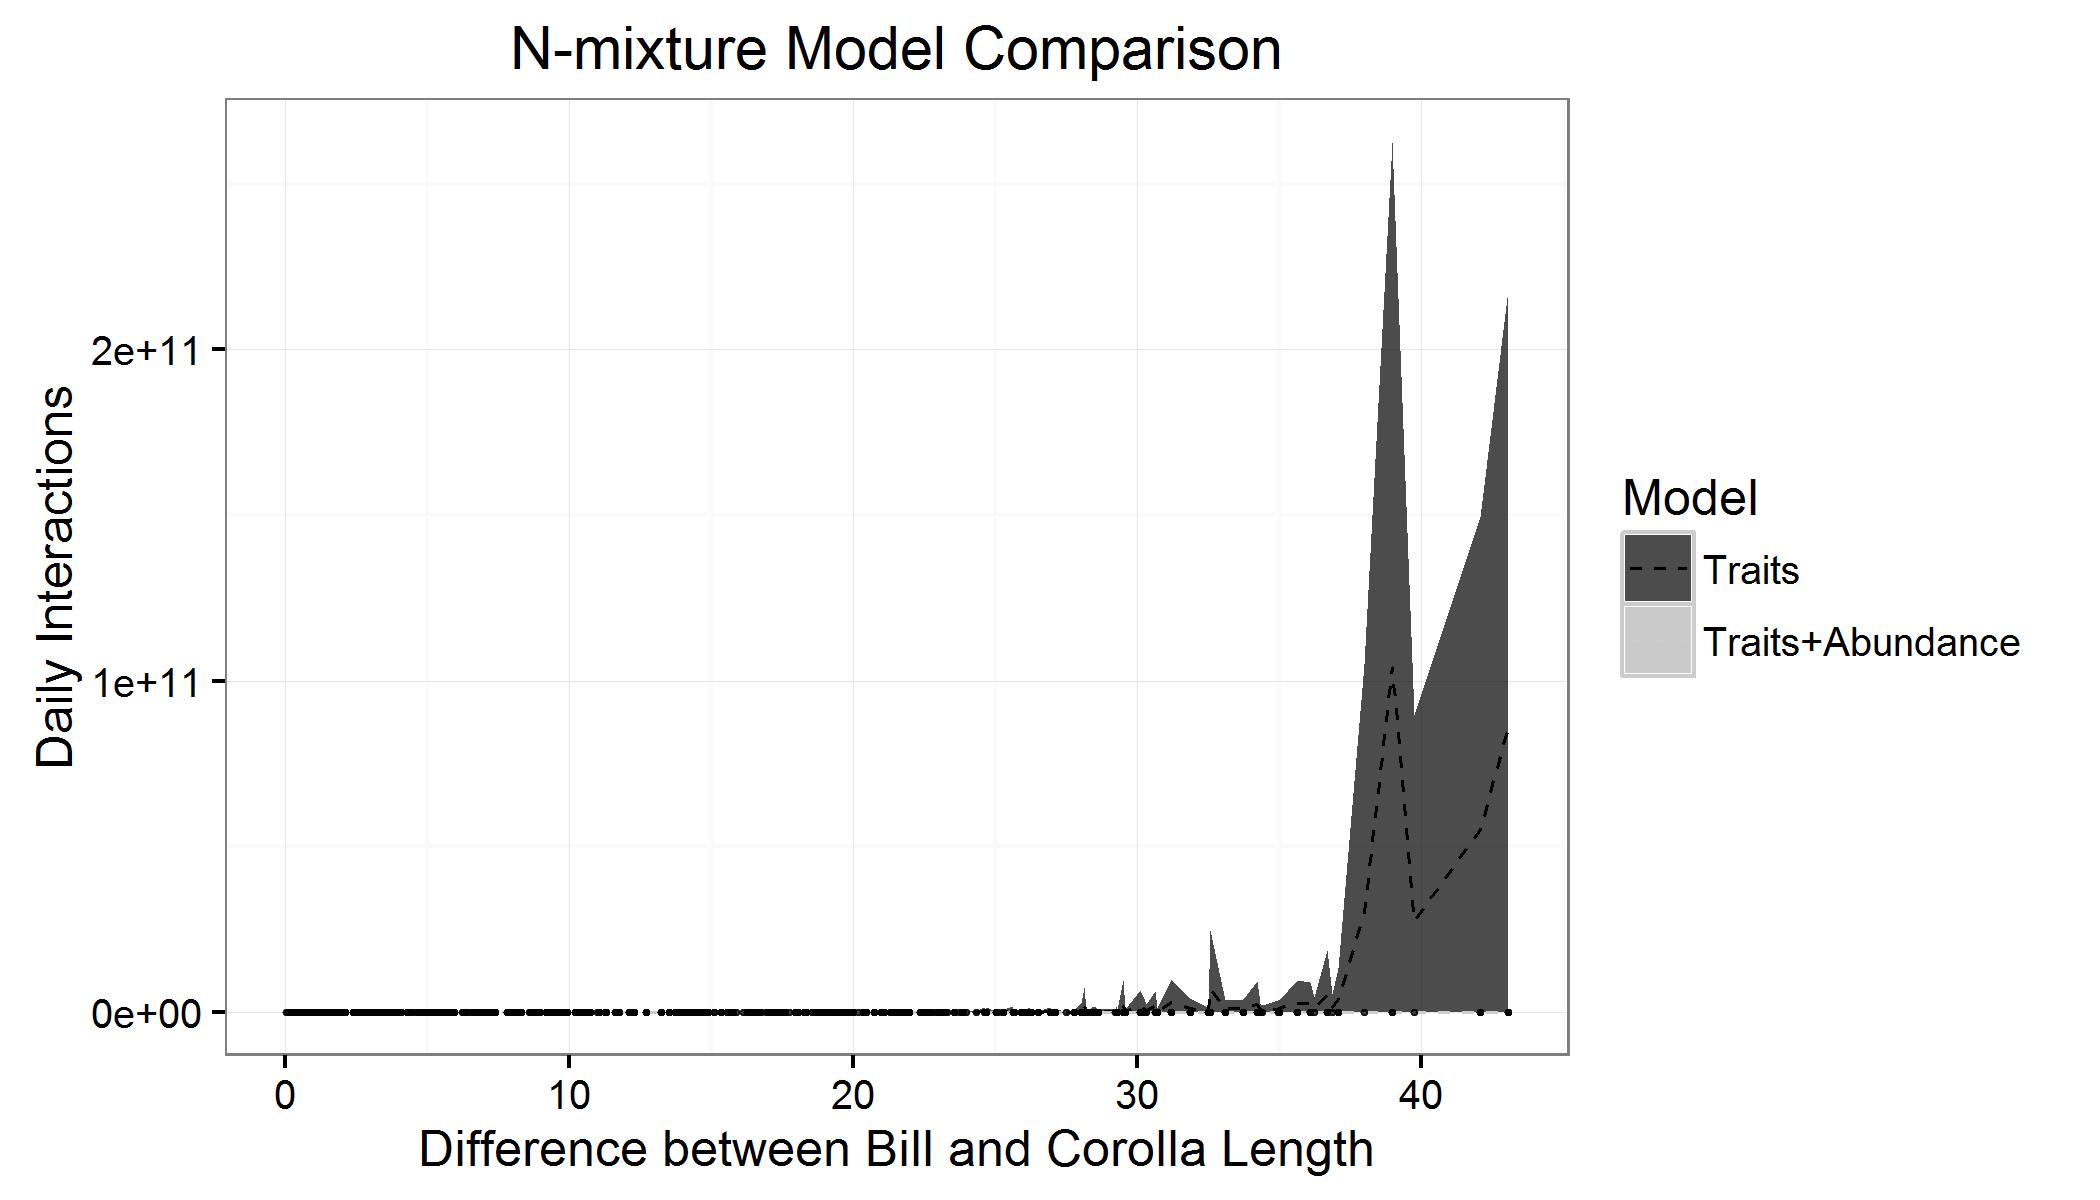 N-mixture Model Comparison
Daily Interactions
2e+11
1e+11
0e+00
0 10 20 30 40
Difference between Bill and Corolla Length
Model
Traits
Traits+Abundance